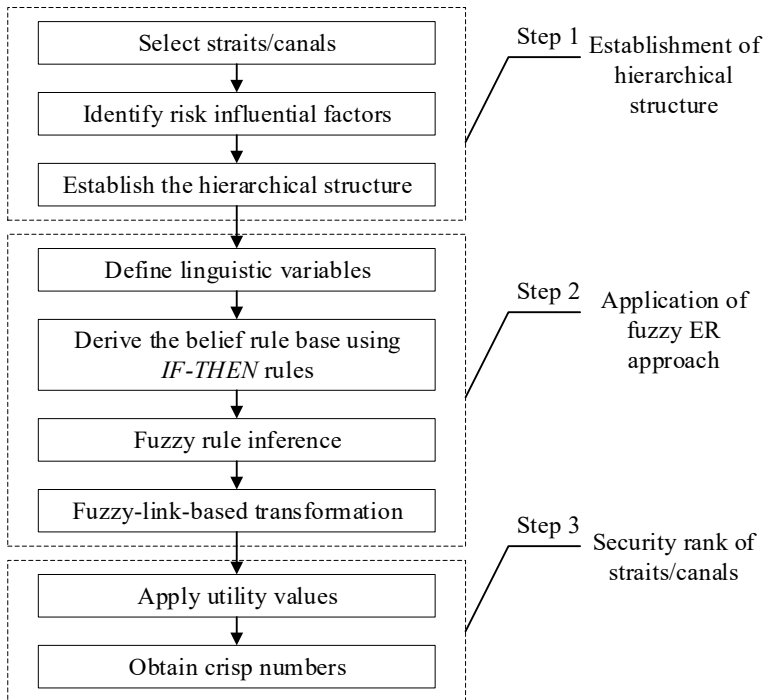 Select straits/canals
Identify risk influential factors
Establish the hierarchical structure
Step 1
Establishment of
hierarchical
structure
Define linguistic variables
Derive the belief rule base using
IF-THEN rules
Fuzzy rule inference
Fuzzy-link-based transformation
Step 2
Application of
fuzzy ER
approach
Apply utility values
Obtain crisp numbers
Step 3
Security rank of
straits/canals